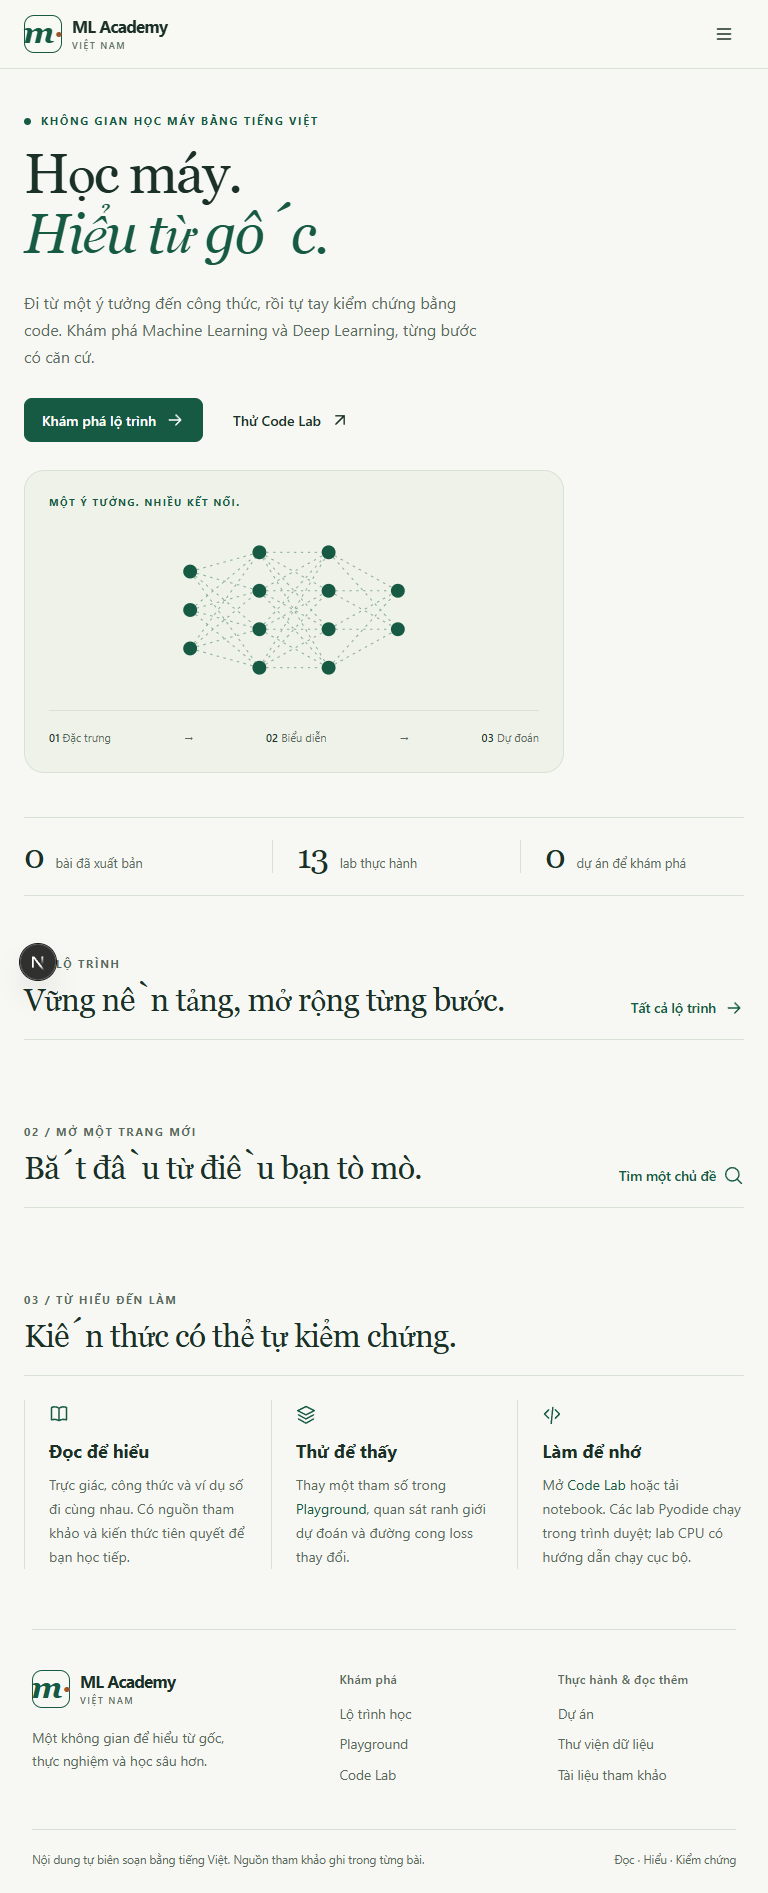 m.
ML Academy
VIỆT NAM
KHÔNG GIAN HỌC MÁY BẰNG TIẾNG VIỆT
Học máy.
Hiểu từ gốc.
Đi từ một ý tưởng đến công thức, rồi tự tay kiểm chứng bằng
code. Khám phá Machine Learning và Deep Learning, từng bước
có căn cứ.
Khám phá lộ trình →
Thử Code Lab ↗
MỘT Ý TƯỞNG. NHIỀU KẾT NỐI.
01 Đặc trưng → 02 Biểu diễn → 03 Dự đoán
0 bài đã xuất bản
13 lab thực hành
0 dự án để khám phá
N
LỘ TRÌNH
Vững nền tảng, mở rộng từng bước.
Tất cả lộ trình →
02 / MỞ MỘT TRANG MỚI
Bắt đầu từ điều bạn tò mò.
Tìm một chủ đề
03 / TỪ HIỂU ĐẾN LÀM
Kiến thức có thể tự kiểm chứng.
Đọc để hiểu
Trực giác, công thức và ví dụ số
đi cùng nhau. Có nguồn tham
khảo và kiến thức tiên quyết để
bạn học tiếp.
Thử để thấy
Thay một tham số trong
Playground, quan sát ranh giới
dự đoán và đường cong loss
thay đổi.
Làm để nhớ
Mở Code Lab hoặc tải
notebook. Các lab Pyodide chạy
trong trình duyệt; lab CPU có
hướng dẫn chạy cục bộ.
m.
ML Academy
VIỆT NAM
Một không gian để hiểu từ gốc,
thực nghiệm và học sâu hơn.
Khám phá
Lộ trình học
Playground
Code Lab
Thực hành & đọc thêm
Dự án
Thư viện dữ liệu
Tài liệu tham khảo
Nội dung tự biên soạn bằng tiếng Việt. Nguồn tham khảo ghi trong từng bài.
Đọc · Hiểu · Kiểm chứng